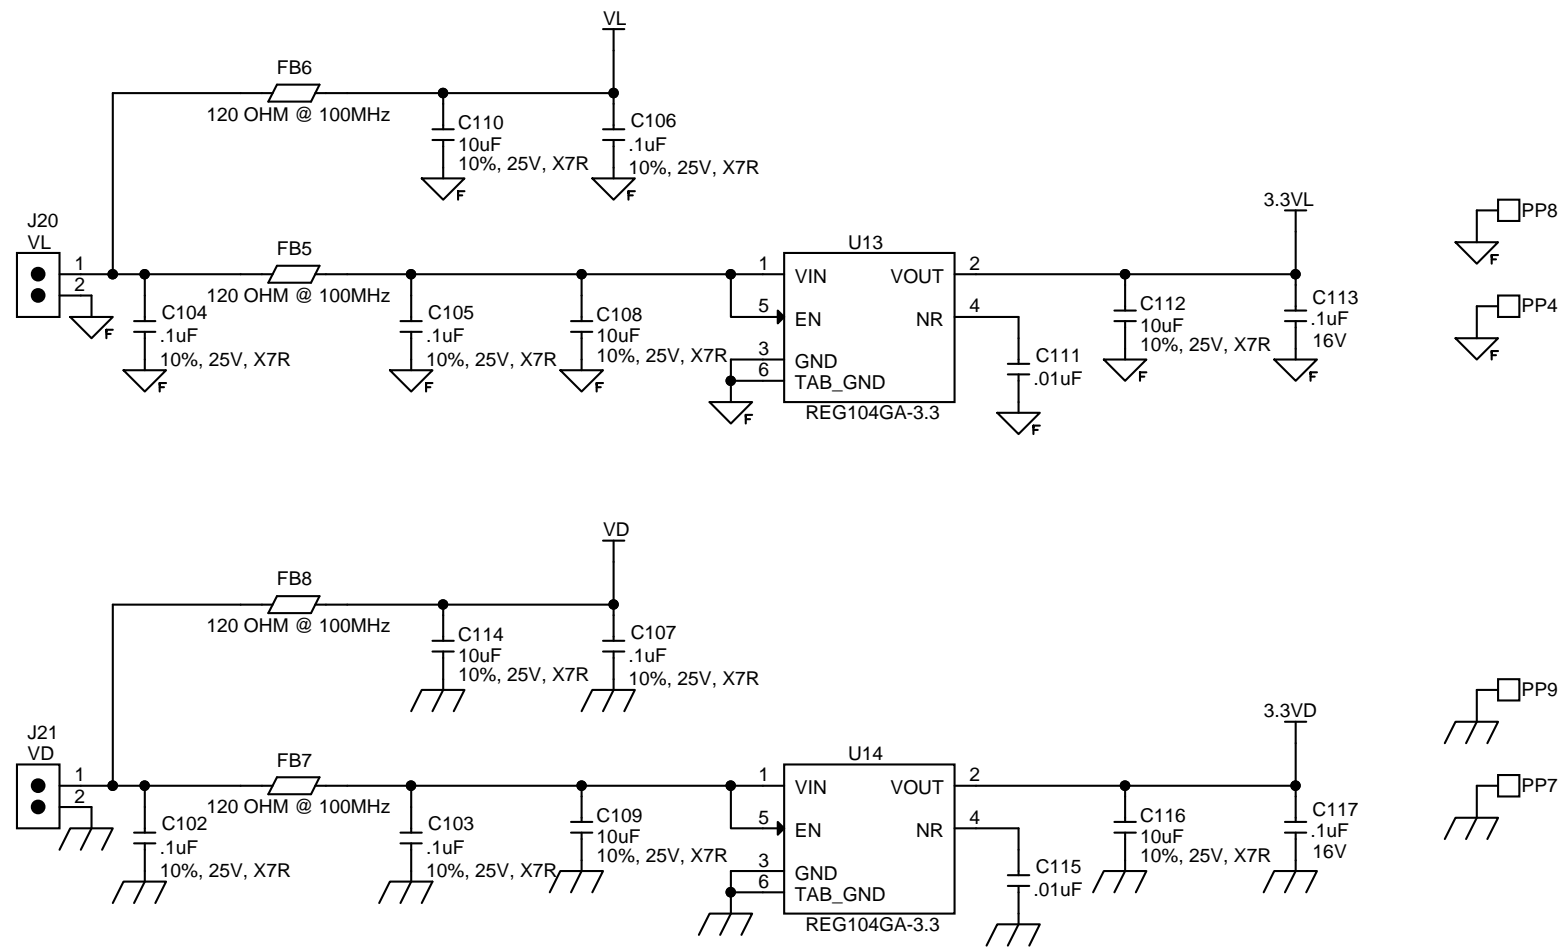 VL
FB6
120 OHM @ 100MHz
C110
10uF
10%, 25V, X7R
F
C106
.1uF
10%, 25V, X7R
F
J20
VL
1
2
F
C104
.1uF
10%, 25V, X7R
F
FB5
120 OHM @ 100MHz
C105
.1uF
10%, 25V, X7R
F
C108
10uF
10%, 25V, X7R
F
U13
1 VIN VOUT 2
5 EN NR 4
3 GND
6 TAB_GND
REG104GA-3.3
F
C111
.01uF
F
C112
10uF
10%, 25V, X7R
F
3.3VL
C113
.1uF
16V
F
PP8
F
PP4
F
VD
FB8
120 OHM @ 100MHz
C114
10uF
10%, 25V, X7R
C107
.1uF
10%, 25V, X7R
J21
VD
1
2
C102
.1uF
10%, 25V, X7R
FB7
120 OHM @ 100MHz
C103
.1uF
10%, 25V, X7R
C109
10uF
10%, 25V, X7R
U14
1 VIN VOUT 2
5 EN NR 4
3 GND
6 TAB_GND
REG104GA-3.3
C115
.01uF
C116
10uF
10%, 25V, X7R
3.3VD
C117
.1uF
16V
PP9
PP7